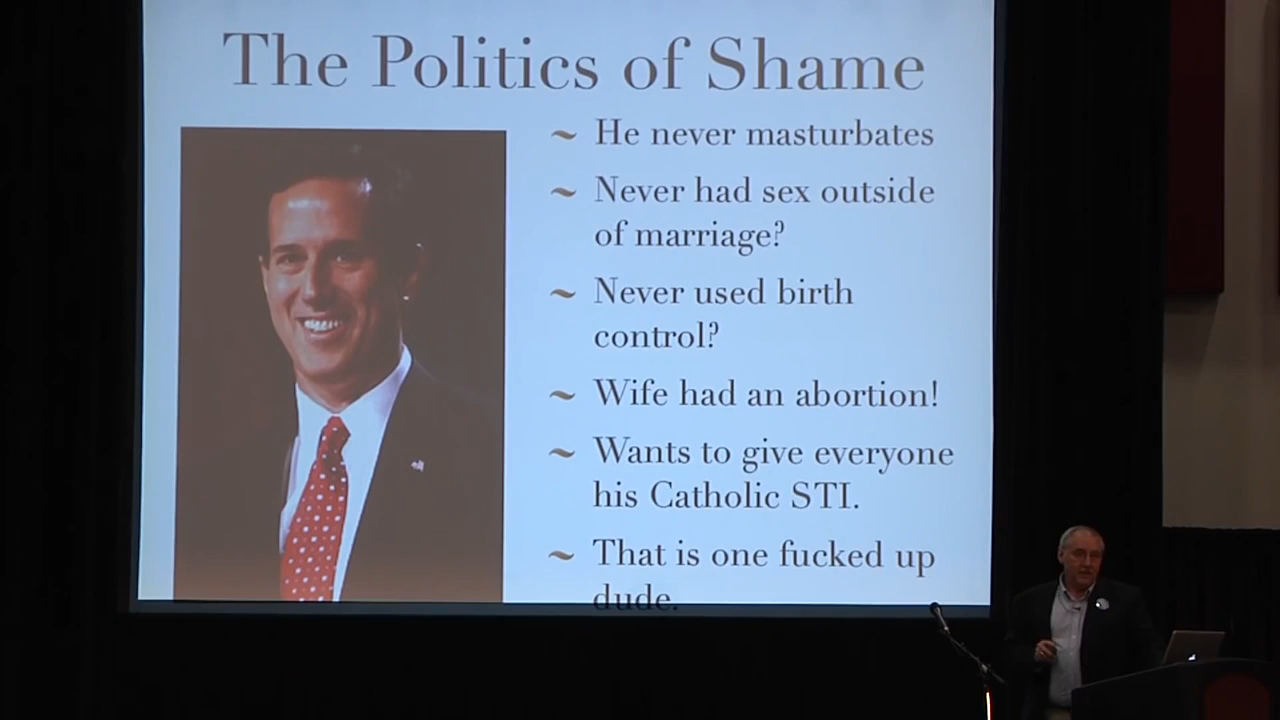 The Politics of Shame
~ He never masturbates
~ Never had sex outside
of marriage?
~ Never used birth
control?
~ Wife had an abortion!
~ Wants to give everyone
his Catholic STI.
~ That is one fucked up
dude.